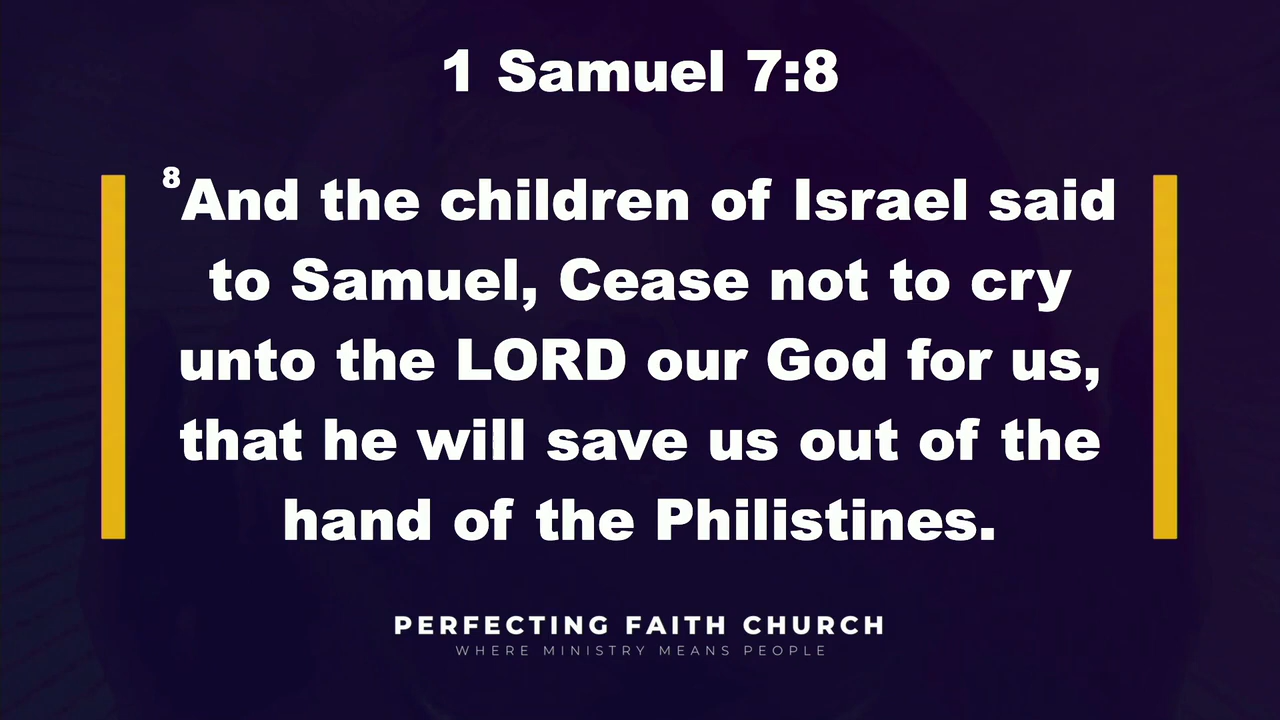 1 Samuel 7:8
8And the children of Israel said
to Samuel, Cease not to cry
unto the LORD our God for us,
that he will save us out of the
hand of the Philistines.
PERFECTING FAITH CHURCH
WHERE MINISTRY MEANS PEOPLE